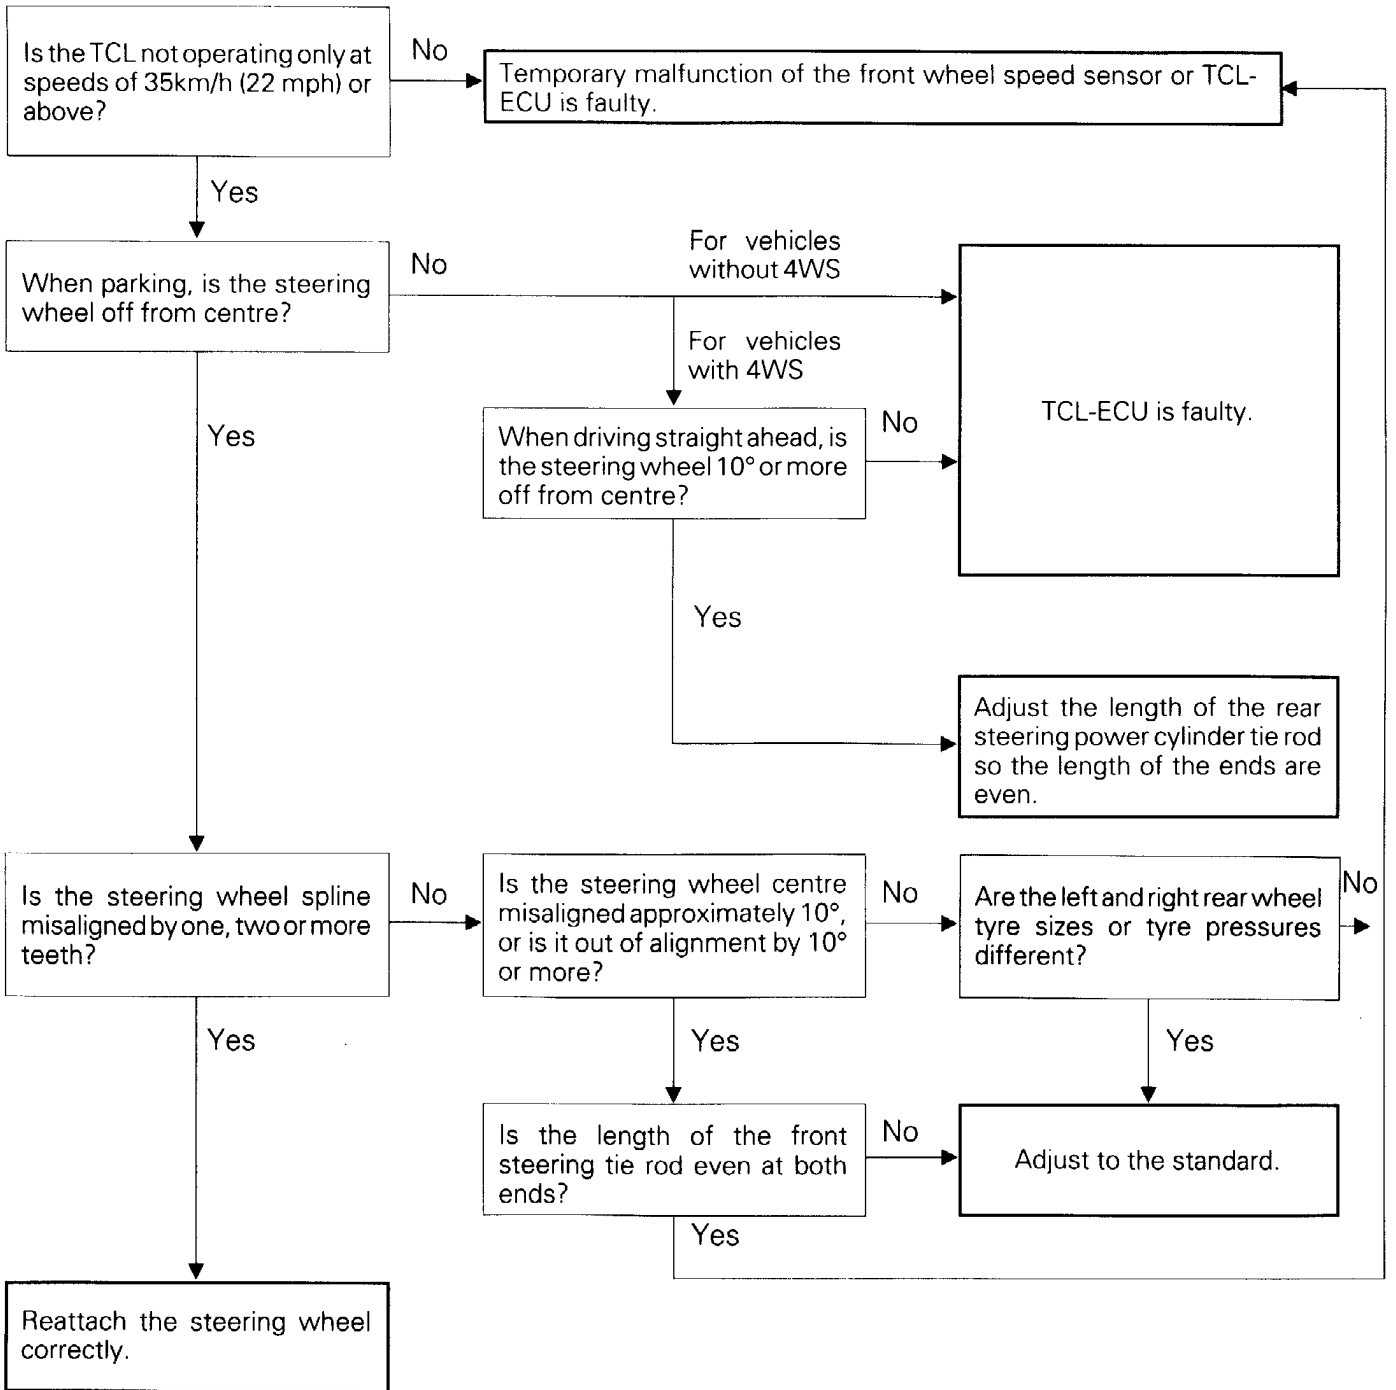 Is the TCL not operating only at
speeds of 35km/h (22 mph) or
above?
No
Temporary malfunction of the front wheel speed sensor or TCL-
ECU is faulty.
Yes
When parking, is the steering
wheel off from centre?
No
For vehicles
without 4WS
For vehicles
with 4WS
TCL-ECU is faulty.
When driving straight ahead, is
the steering wheel 10° or more
off from centre?
No
Yes
Yes
Adjust the length of the rear
steering power cylinder tie rod
so the length of the ends are
even.
Is the steering wheel spline
misaligned by one, two or more
teeth?
No
Is the steering wheel centre
misaligned approximately 10°,
or is it out of alignment by 10°
or more?
No
Are the left and right rear wheel
tyre sizes or tyre pressures
different?
No
Yes
Yes
Yes
Is the length of the front
steering tie rod even at both
ends?
No
Adjust to the standard.
Yes
Reattach the steering wheel
correctly.